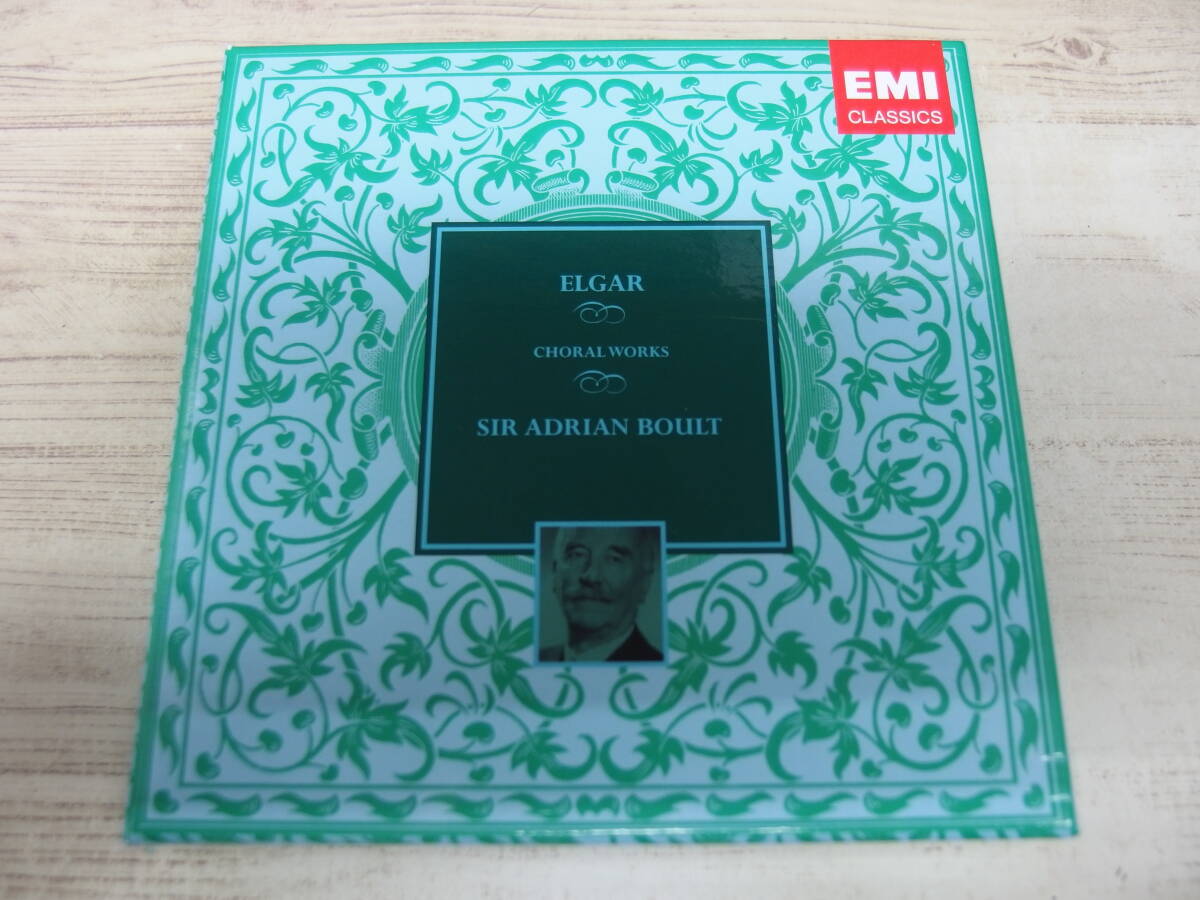 EMI
CLASSICS
ELGAR
CHORAL WORKS
SIR ADRIAN BOULT